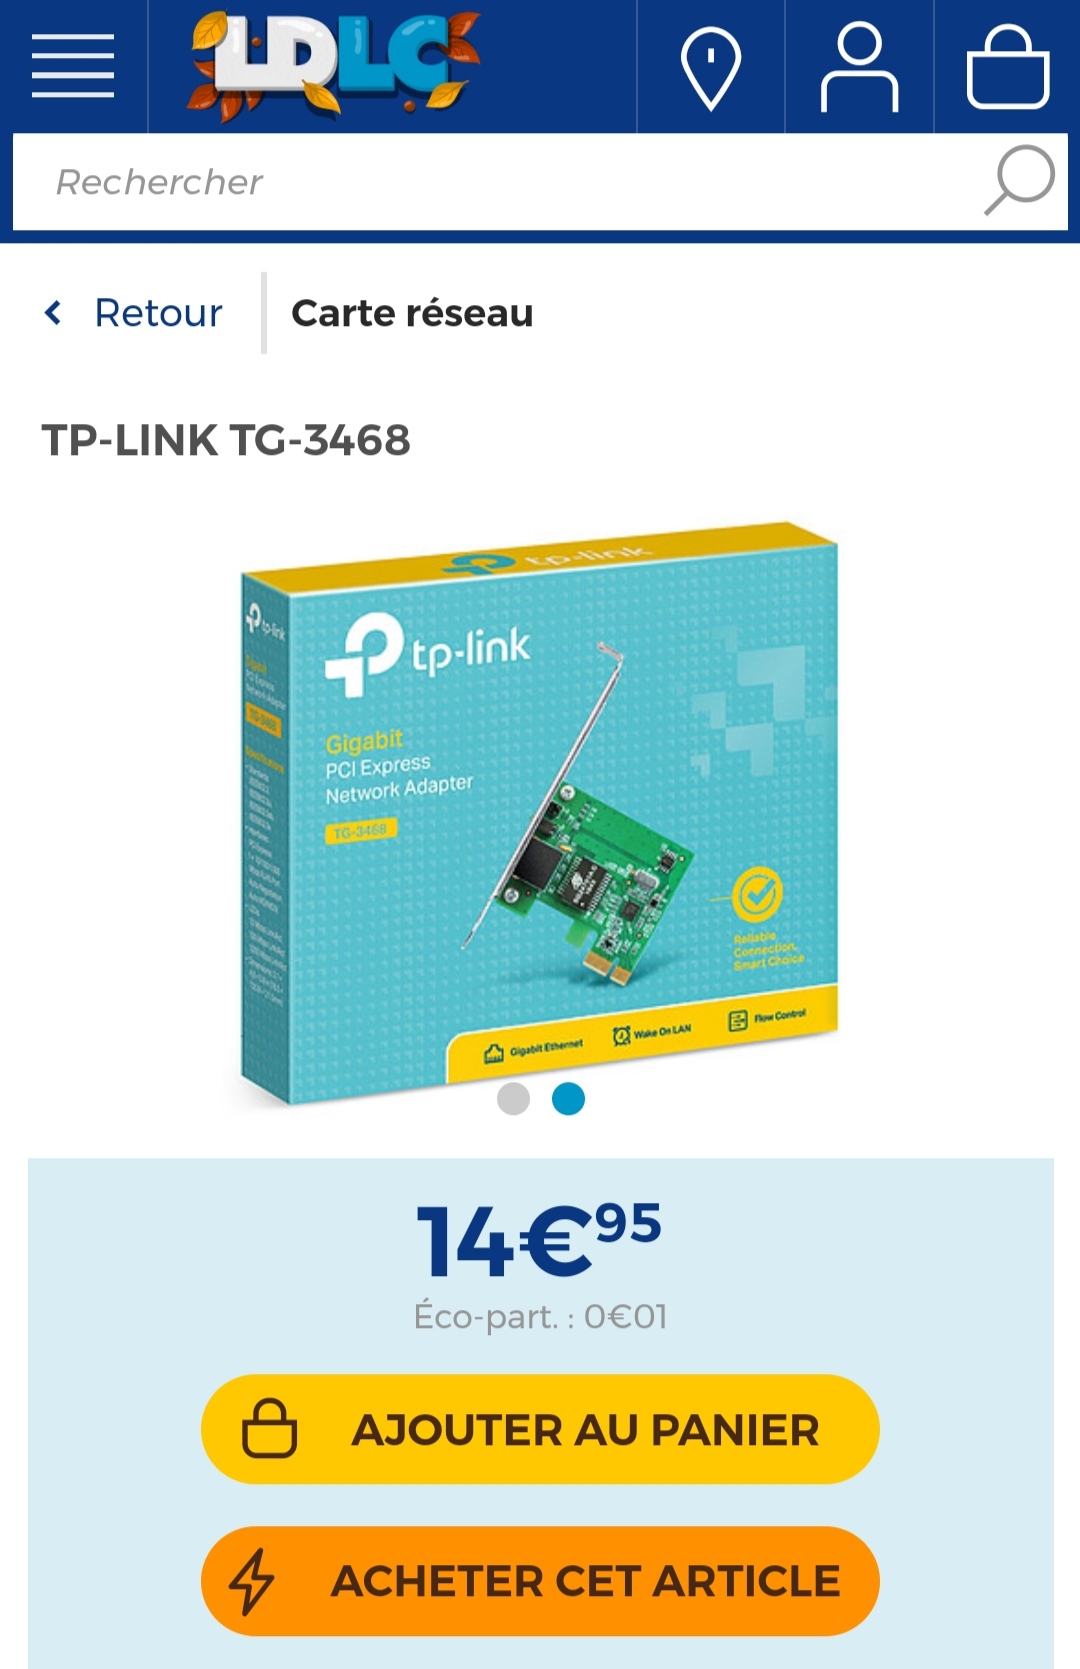 LDLC
Rechercher
Retour
Carte réseau
TP-LINK TG-3468
tp-link
tp-link
tp-link
Gigabit
PCI Express
Network Adapter
TG-3468
Reliable
Connection,
Smart Choice
Gigabit Ethernet
Wake On LAN
Flow Control
14€95
Éco-part. : 0€01
AJOUTER AU PANIER
ACHETER CET ARTICLE